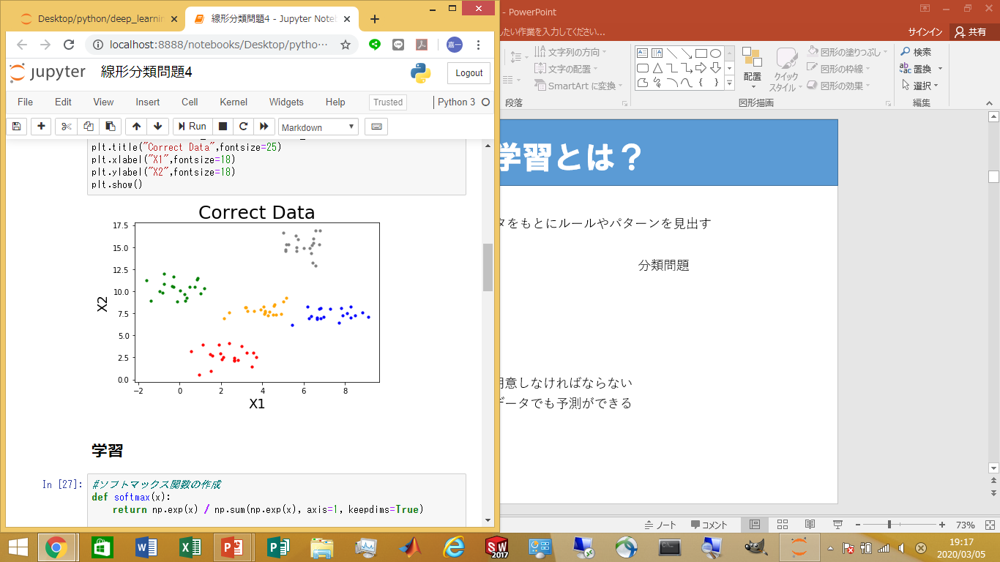 Desktop/python/deep_learnin
線形分類問題4 - Jupyter Noteb
localhost:8888/notebooks/Desktop/pytho…
嘉一
jupyter 線形分類問題4
Logout
File Edit View Insert Cell Kernel Widgets Help Trusted Python 3
Run Markdown
plt.title("Correct Data",fontsize=25)
plt.xlabel("X1",fontsize=18)
plt.ylabel("X2",fontsize=18)
plt.show()
Correct Data
17.5
15.0
12.5
10.0
7.5
5.0
2.5
0.0
X2
−2 0 2 4 6 8
X1
学習
In [27]:
#ソフトマックス関数の作成
def softmax(x):
return np.exp(x) / np.sum(np.exp(x), axis=1, keepdims=True)
- PowerPoint
したい作業を入力してください...
サインイン 共有
文字列の方向
文字の配置
SmartArt に変換
段落
配置
クイック
スタイル
図形の塗りつぶし
図形の枠線
図形の効果
図形描画
検索
置換
選択
編集
学習とは？
タをもとにルールやパターンを見出す
分類問題
用意しなければならない
データでも予測ができる
ノート コメント 73%
2017
19:17
2020/03/05